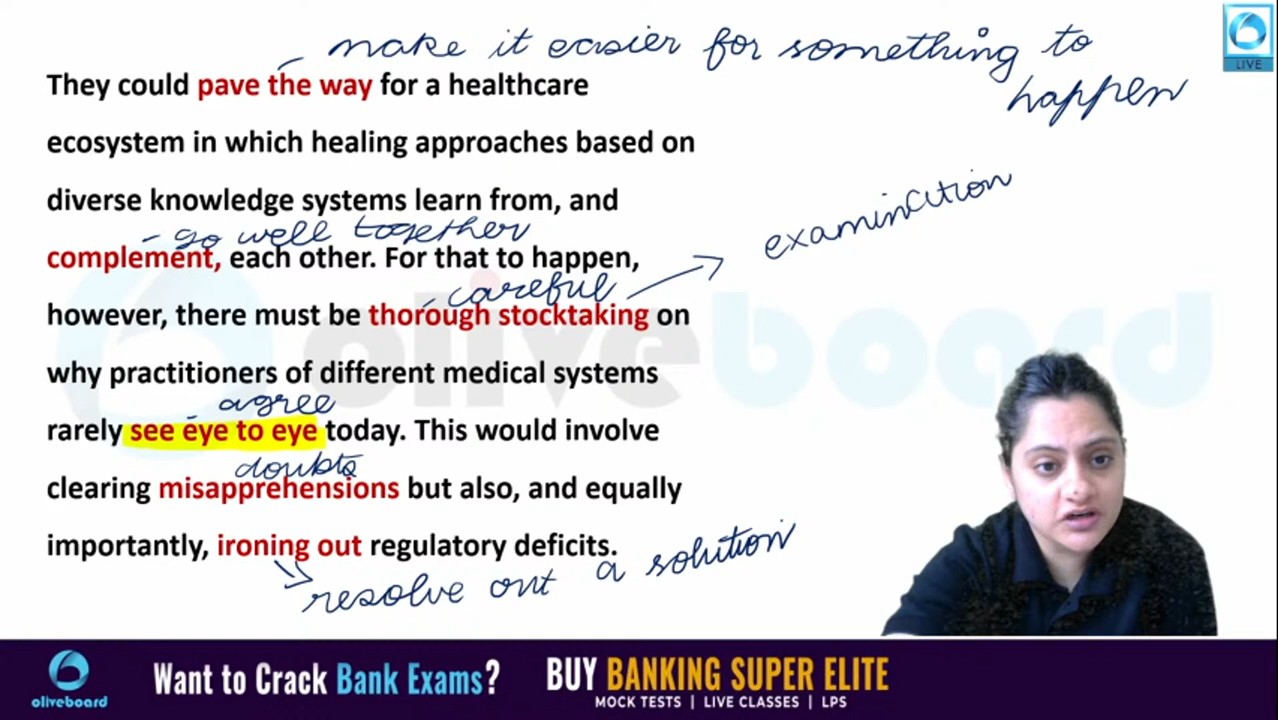 make it easier for something to
happen
LIVE
They could pave the way for a healthcare
ecosystem in which healing approaches based on
diverse knowledge systems learn from, and
go well together
complement, each other. For that to happen,
examination
careful
however, there must be thorough stocktaking on
why practitioners of different medical systems
agree
rarely see eye to eye today. This would involve
doubts
clearing misapprehensions but also, and equally
importantly, ironing out regulatory deficits.
resolve out a solution
oliveboard
oliveboard
Want to Crack Bank Exams?
BUY BANKING SUPER ELITE
MOCK TESTS | LIVE CLASSES | LPS